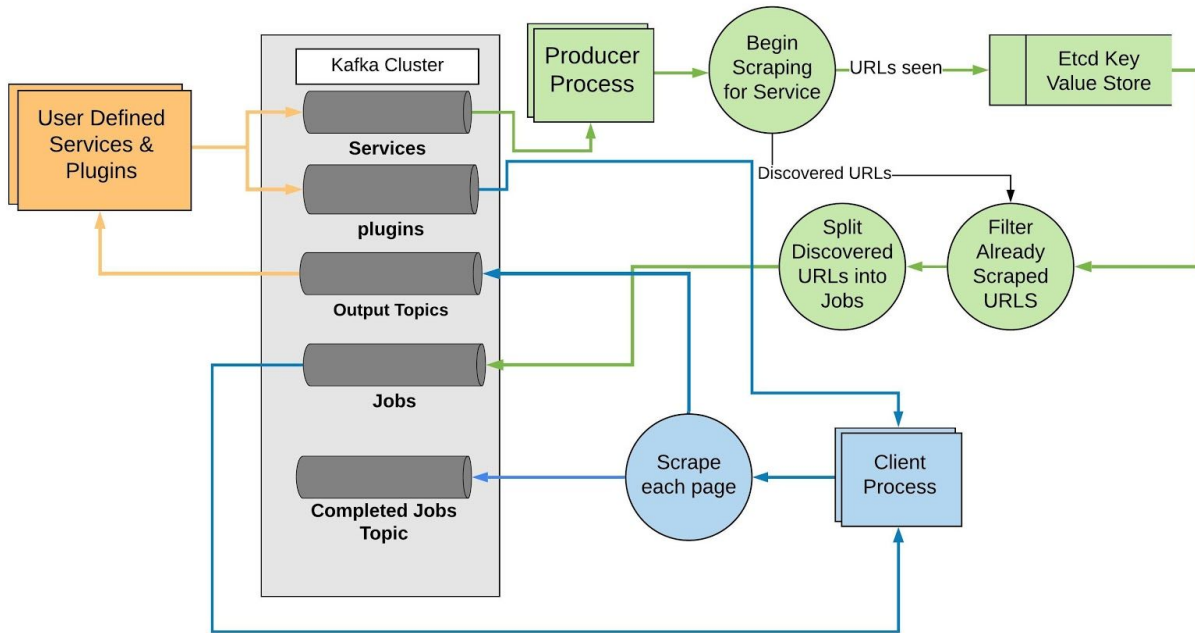 Kafka Cluster
Services
plugins
Output Topics
Jobs
Completed Jobs
Topic
User Defined
Services &
Plugins
Producer
Process
Begin
Scraping
for Service
URLs seen
Etcd Key
Value Store
Discovered URLs
Split
Discovered
URLs into
Jobs
Filter
Already
Scraped
URLS
Scrape
each page
Client
Process